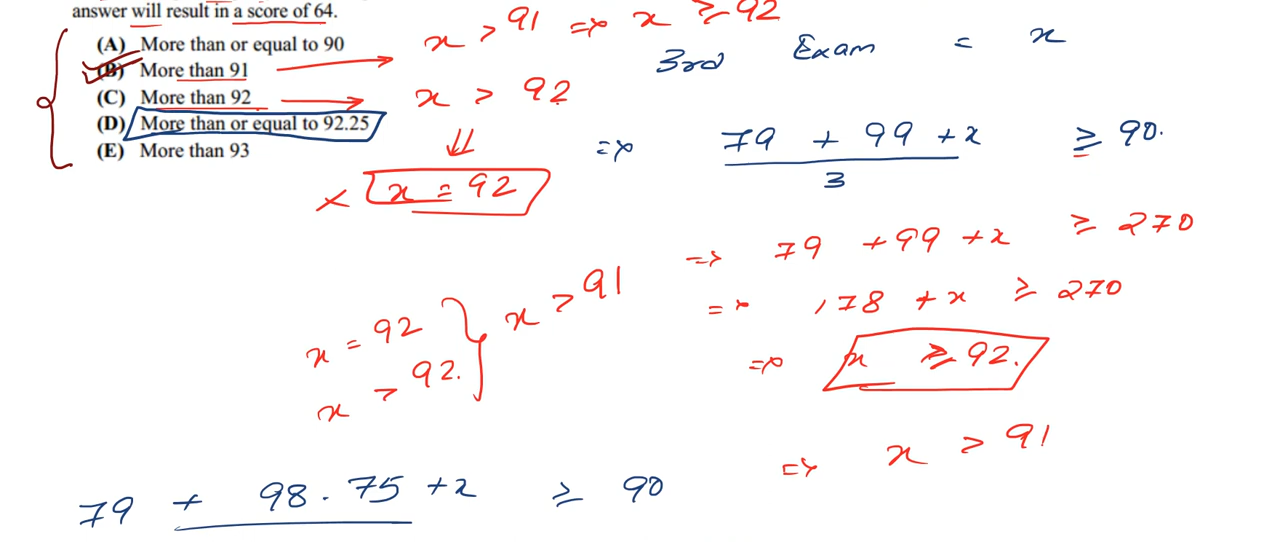 answer will result in a score of 64.
(A) More than or equal to 90
(B) More than 91
(C) More than 92
(D) More than or equal to 92.25
(E) More than 93
x > 91 => x ≥ 92
3rd Exam = x
x > 92
⇓
× x = 92
=> 79 + 99 + x ≥ 90.
3
=> 79 + 99 + x ≥ 270
=> 178 + x ≥ 270
=> x ≥ 92.
=> x > 91
x = 92
x > 92.
} x > 91
79 + 98.75 + x ≥ 90